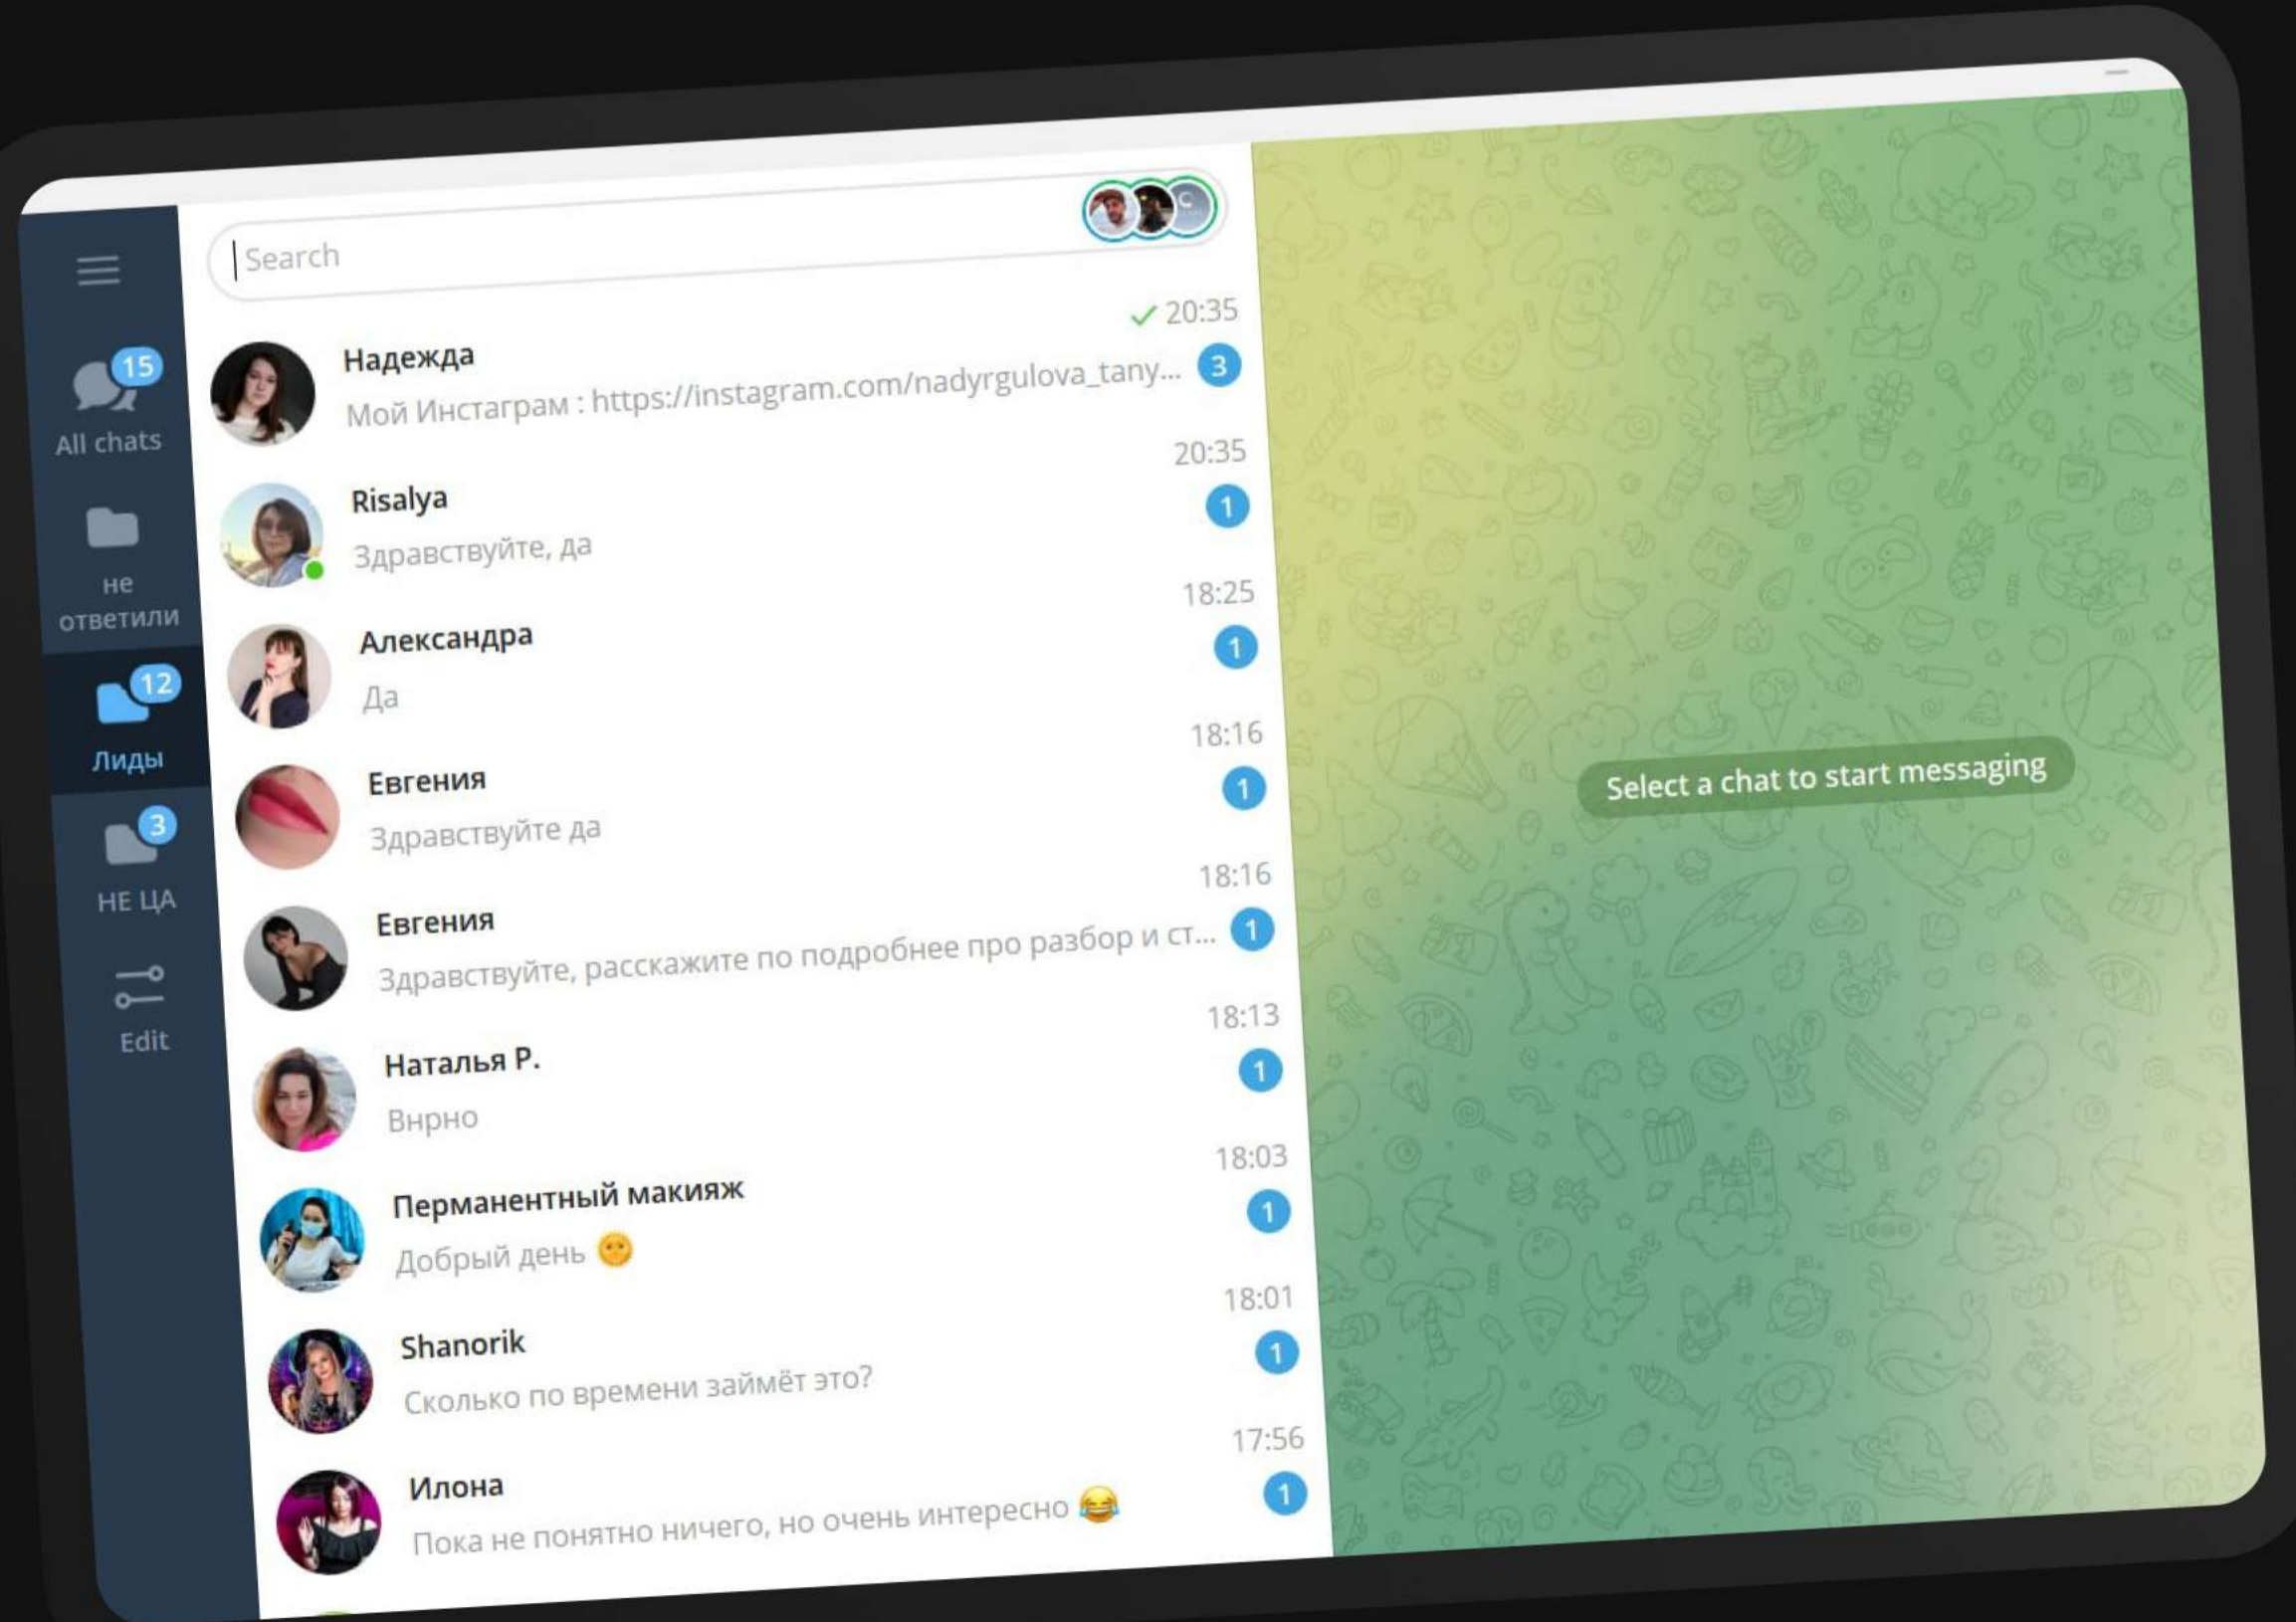 Search
15
All chats
не
ответили
12
Лиды
3
НЕ ЦА
Edit
Надежда
20:35
Мой Инстаграм : https://instagram.com/nadyrgulova_tany...
3
Risalya
20:35
Здравствуйте, да
1
Александра
18:25
Да
1
Евгения
18:16
Здравствуйте да
1
Евгения
18:16
Здравствуйте, расскажите по подробнее про разбор и ст...
1
Наталья Р.
18:13
Внрно
1
Перманентный макияж
18:03
Добрый день 🌞
1
Shanorik
18:01
Сколько по времени займёт это?
1
Илона
17:56
Пока не понятно ничего, но очень интересно 😂
1
Select a chat to start messaging